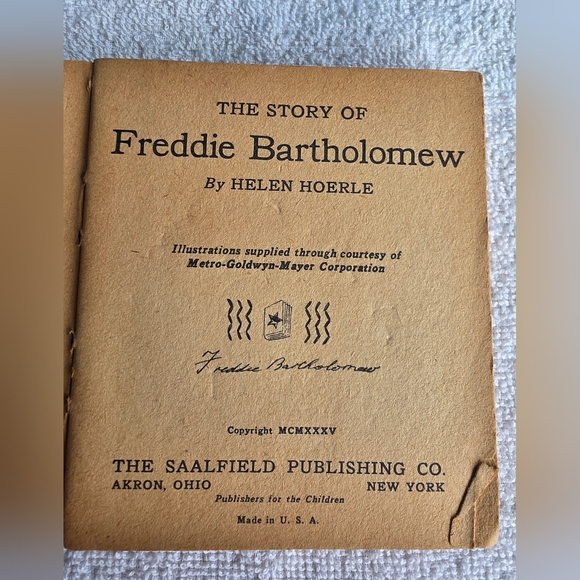 THE STORY OF
Freddie Bartholomew
By HELEN HOERLE
Illustrations supplied through courtesy of
Metro-Goldwyn-Mayer Corporation
Freddie Bartholomew
Copyright MCMXXXV
THE SAALFIELD PUBLISHING CO.
AKRON, OHIO NEW YORK
Publishers for the Children
Made in U. S. A.